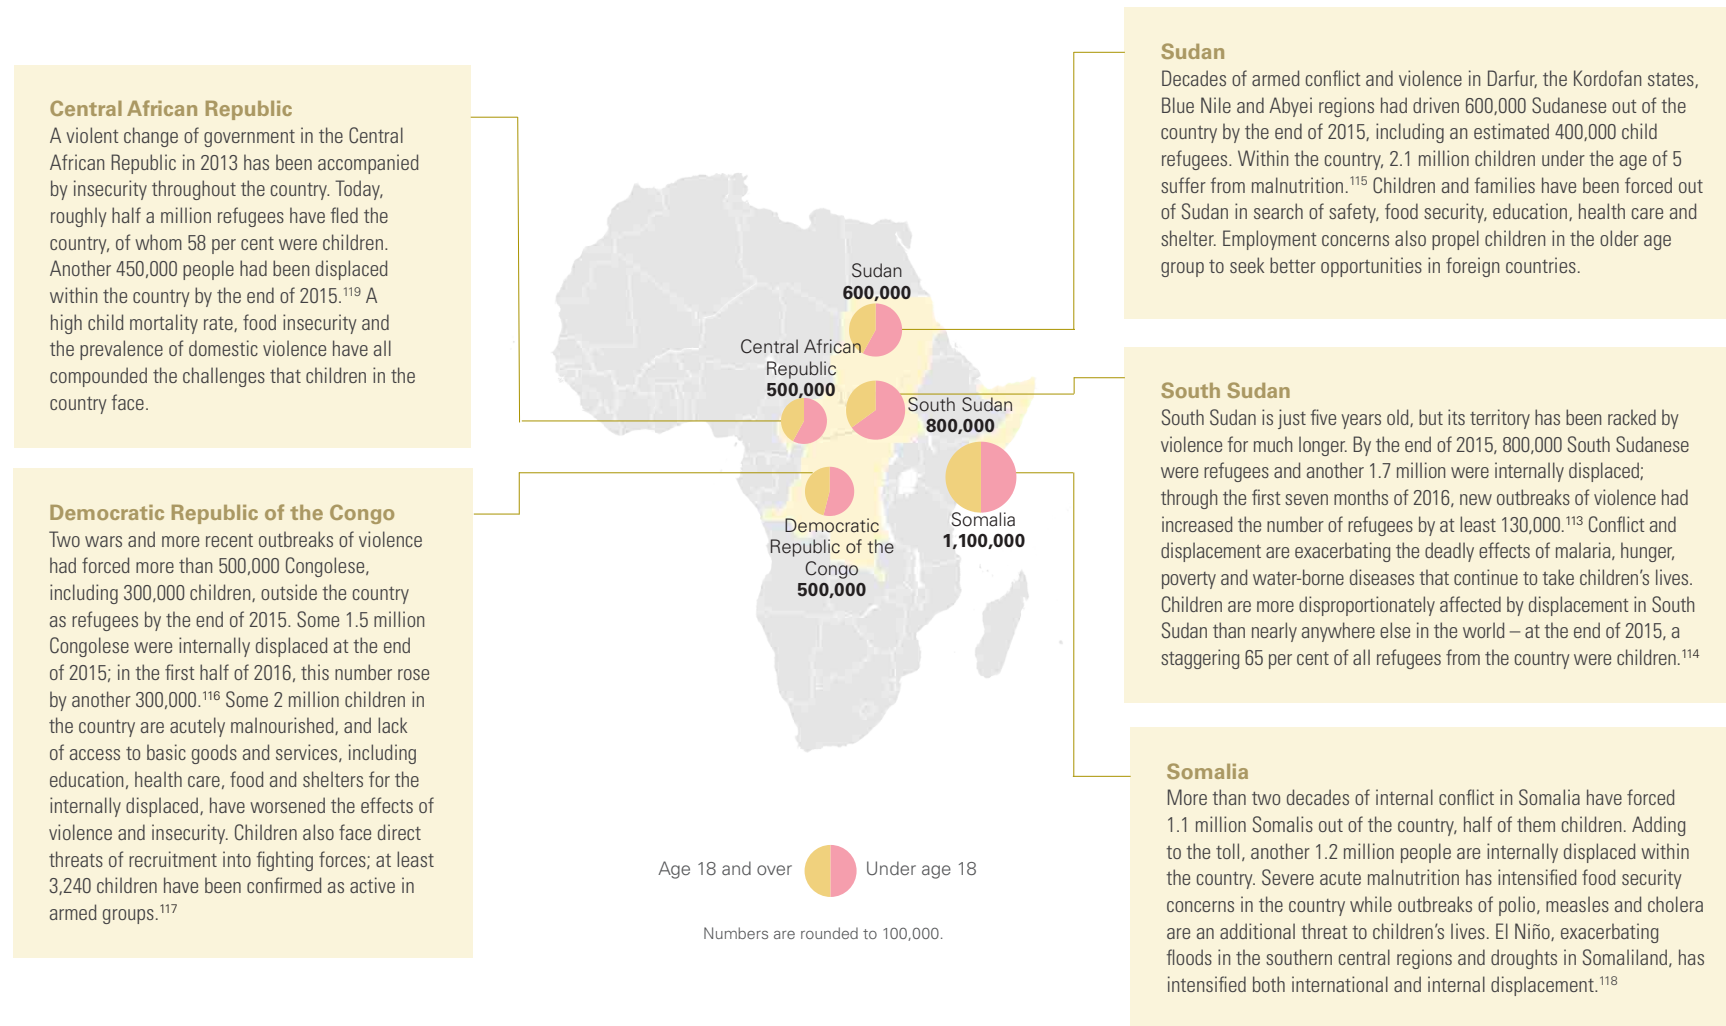 Central African Republic
A violent change of government in the Central
African Republic in 2013 has been accompanied
by insecurity throughout the country. Today,
roughly half a million refugees have fled the
country, of whom 58 per cent were children.
Another 450,000 people had been displaced
within the country by the end of 2015.119 A
high child mortality rate, food insecurity and
the prevalence of domestic violence have all
compounded the challenges that children in the
country face.
Democratic Republic of the Congo
Two wars and more recent outbreaks of violence
had forced more than 500,000 Congolese,
including 300,000 children, outside the country
as refugees by the end of 2015. Some 1.5 million
Congolese were internally displaced at the end
of 2015; in the first half of 2016, this number rose
by another 300,000.116 Some 2 million children in
the country are acutely malnourished, and lack
of access to basic goods and services, including
education, health care, food and shelters for the
internally displaced, have worsened the effects of
violence and insecurity. Children also face direct
threats of recruitment into fighting forces; at least
3,240 children have been confirmed as active in
armed groups.117
Sudan
600,000
Central African
Republic
500,000
South Sudan
800,000
Somalia
1,100,000
Democratic
Republic of the
Congo
500,000
Age 18 and over
Under age 18
Numbers are rounded to 100,000.
Sudan
Decades of armed conflict and violence in Darfur, the Kordofan states,
Blue Nile and Abyei regions had driven 600,000 Sudanese out of the
country by the end of 2015, including an estimated 400,000 child
refugees. Within the country, 2.1 million children under the age of 5
suffer from malnutrition.115 Children and families have been forced out
of Sudan in search of safety, food security, education, health care and
shelter. Employment concerns also propel children in the older age
group to seek better opportunities in foreign countries.
South Sudan
South Sudan is just five years old, but its territory has been racked by
violence for much longer. By the end of 2015, 800,000 South Sudanese
were refugees and another 1.7 million were internally displaced;
through the first seven months of 2016, new outbreaks of violence had
increased the number of refugees by at least 130,000.113 Conflict and
displacement are exacerbating the deadly effects of malaria, hunger,
poverty and water-borne diseases that continue to take children’s lives.
Children are more disproportionately affected by displacement in South
Sudan than nearly anywhere else in the world – at the end of 2015, a
staggering 65 per cent of all refugees from the country were children.114
Somalia
More than two decades of internal conflict in Somalia have forced
1.1 million Somalis out of the country, half of them children. Adding
to the toll, another 1.2 million people are internally displaced within
the country. Severe acute malnutrition has intensified food security
concerns in the country while outbreaks of polio, measles and cholera
are an additional threat to children’s lives. El Niño, exacerbating
floods in the southern central regions and droughts in Somaliland, has
intensified both international and internal displacement.118